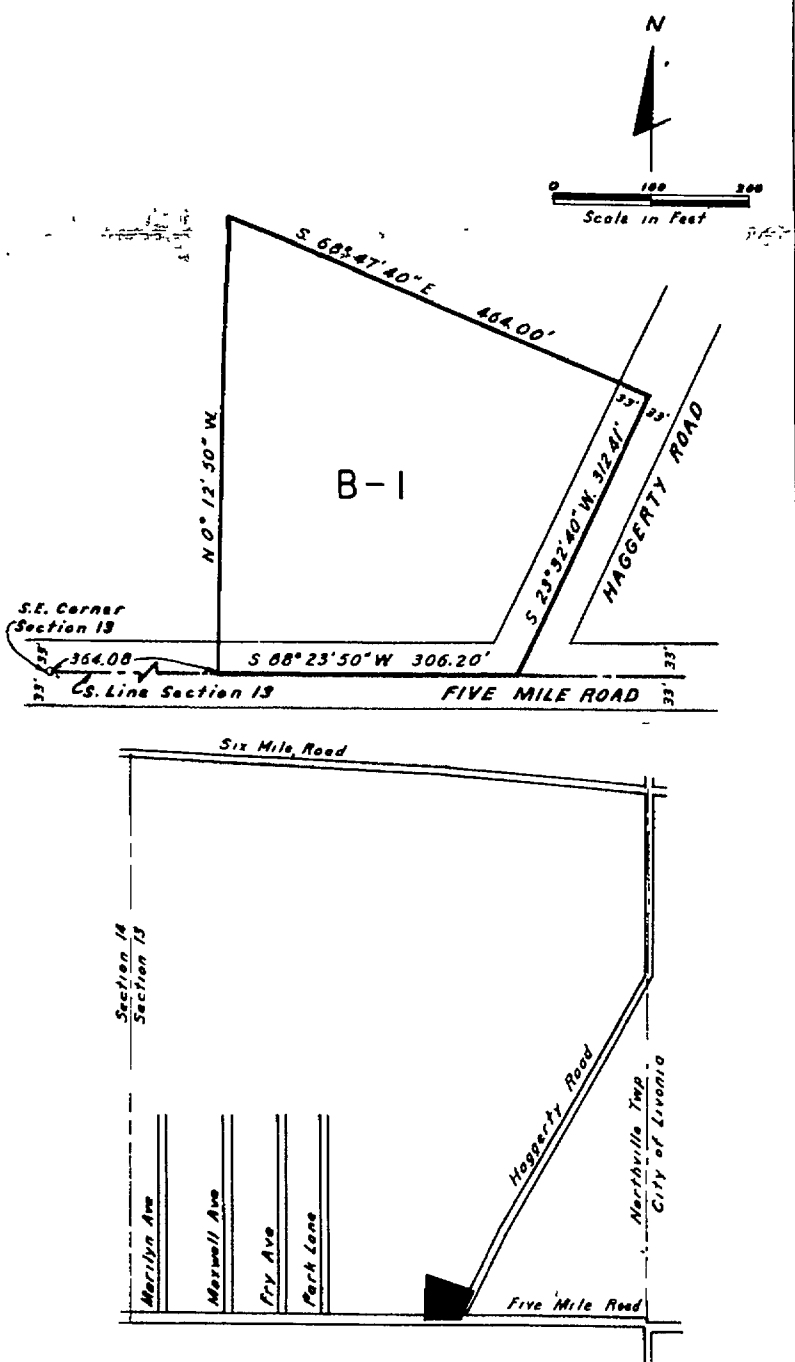 N
0 100 200
Scale in Feet
S. 68° 47' 40" E
464.00'
N 0° 12' 50" W.
B-1
33' 33'
S 23° 32' 40" W. 312.41'
HAGGERTY ROAD
S.E. Corner
Section 13
33'
364.08
S 88° 23' 50" W 306.20'
33'
33'
S. Line Section 13
FIVE MILE ROAD
33'
Six Mile Road
Section 14
Section 13
Haggerty Road
Northville Twp
City of Livonia
Marilyn Ave
Maxwell Ave
Fry Ave
Park Lane
Five Mile Road